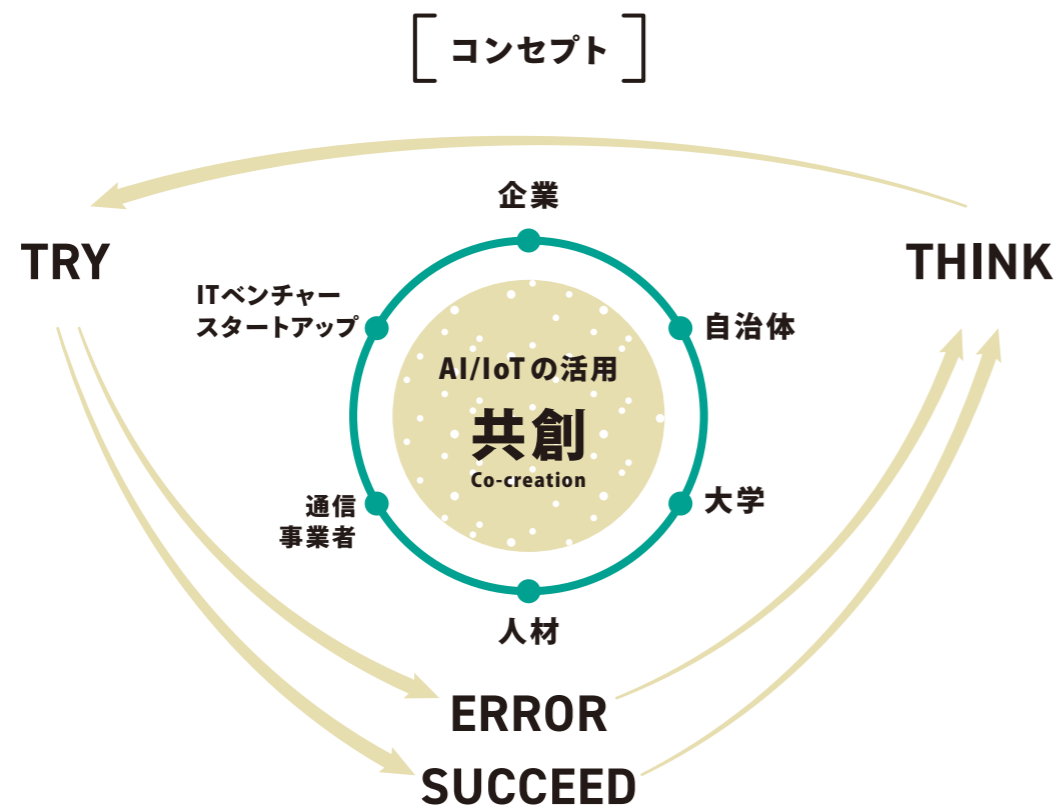 コンセプト
企業
TRY
THINK
ITベンチャー
スタートアップ
自治体
AI/IoTの活用
共創
Co-creation
大学
通信
事業者
人材
ERROR
SUCCEED